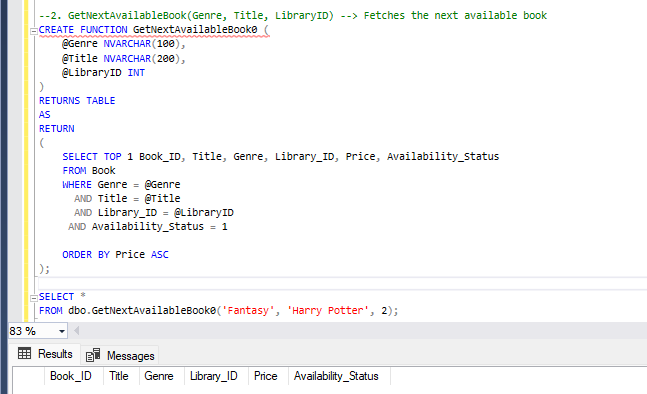 --2. GetNextAvailableBook(Genre, Title, LibraryID) --> Fetches the next available book
CREATE FUNCTION GetNextAvailableBook0 (
@Genre NVARCHAR(100),
@Title NVARCHAR(200),
@LibraryID INT
)
RETURNS TABLE
AS
RETURN
(
SELECT TOP 1 Book_ID, Title, Genre, Library_ID, Price, Availability_Status
FROM Book
WHERE Genre = @Genre
AND Title = @Title
AND Library_ID = @LibraryID
AND Availability_Status = 1
ORDER BY Price ASC
);
SELECT *
FROM dbo.GetNextAvailableBook0('Fantasy', 'Harry Potter', 2);
83 %
Results Messages
Book_ID Title Genre Library_ID Price Availability_Status